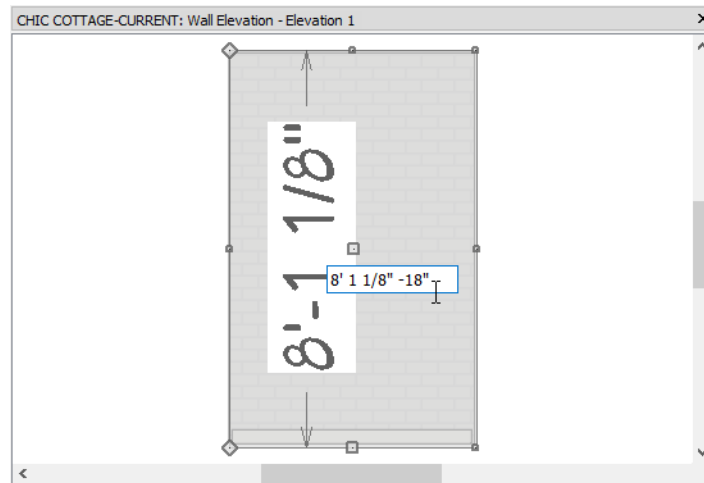 CHIC COTTAGE-CURRENT: Wall Elevation - Elevation 1
8'-1 1/8"
8' 1 1/8" -18"